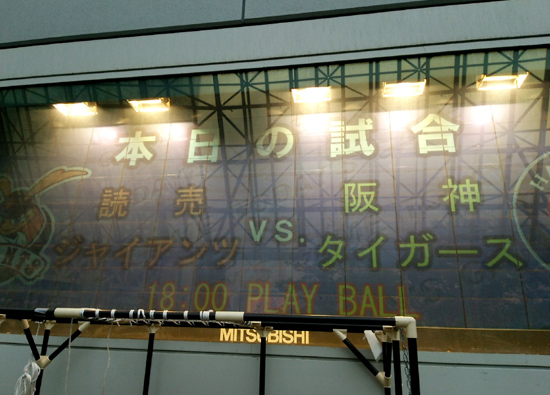 本日の試合
読売 阪神
ジャイアンツ vs. タイガース
18:00 PLAY BALL
MITSUBISHI